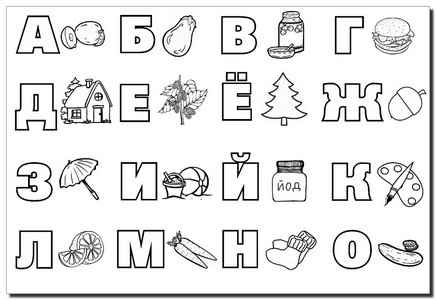 А Б В Г
Д Е Ё Ж
З И Й ЙОД К
Л М Н О